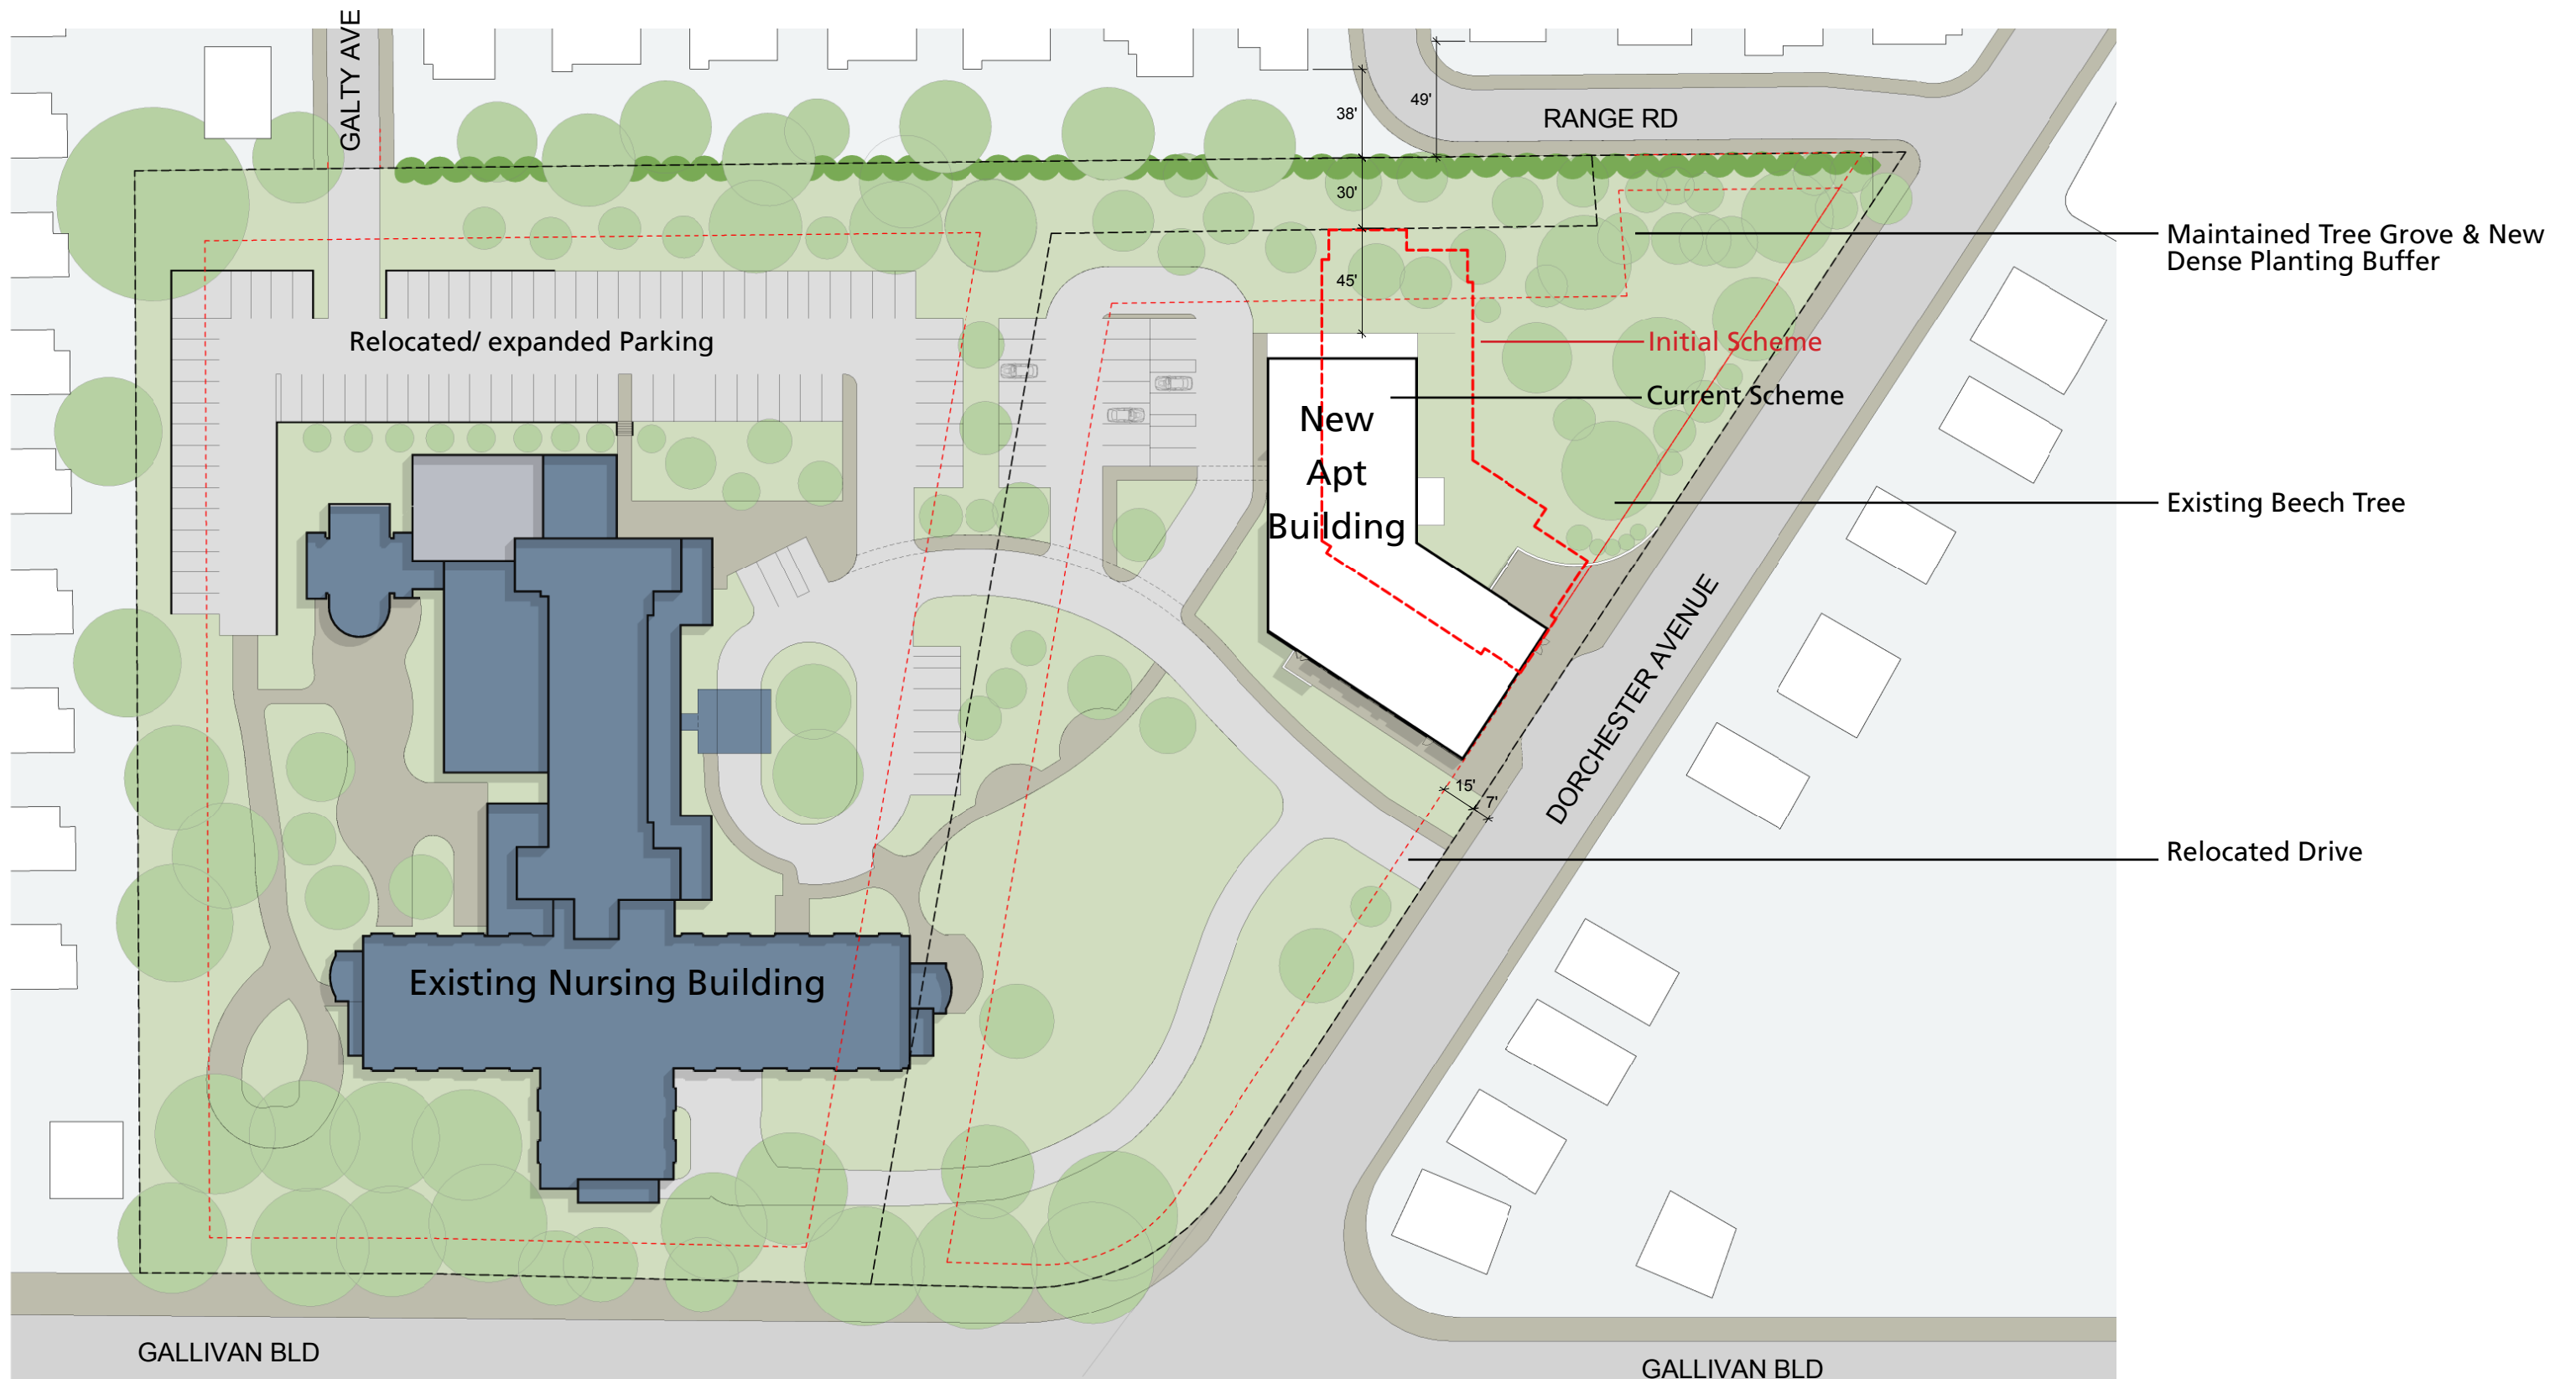 GALTY AVE
49'
38'
RANGE RD
30'
Maintained Tree Grove & New
Dense Planting Buffer
45'
Relocated/ expanded Parking
Initial Scheme
Current Scheme
New
Apt
Building
Existing Beech Tree
DORCHESTER AVENUE
15'
7'
Relocated Drive
Existing Nursing Building
GALLIVAN BLD
GALLIVAN BLD